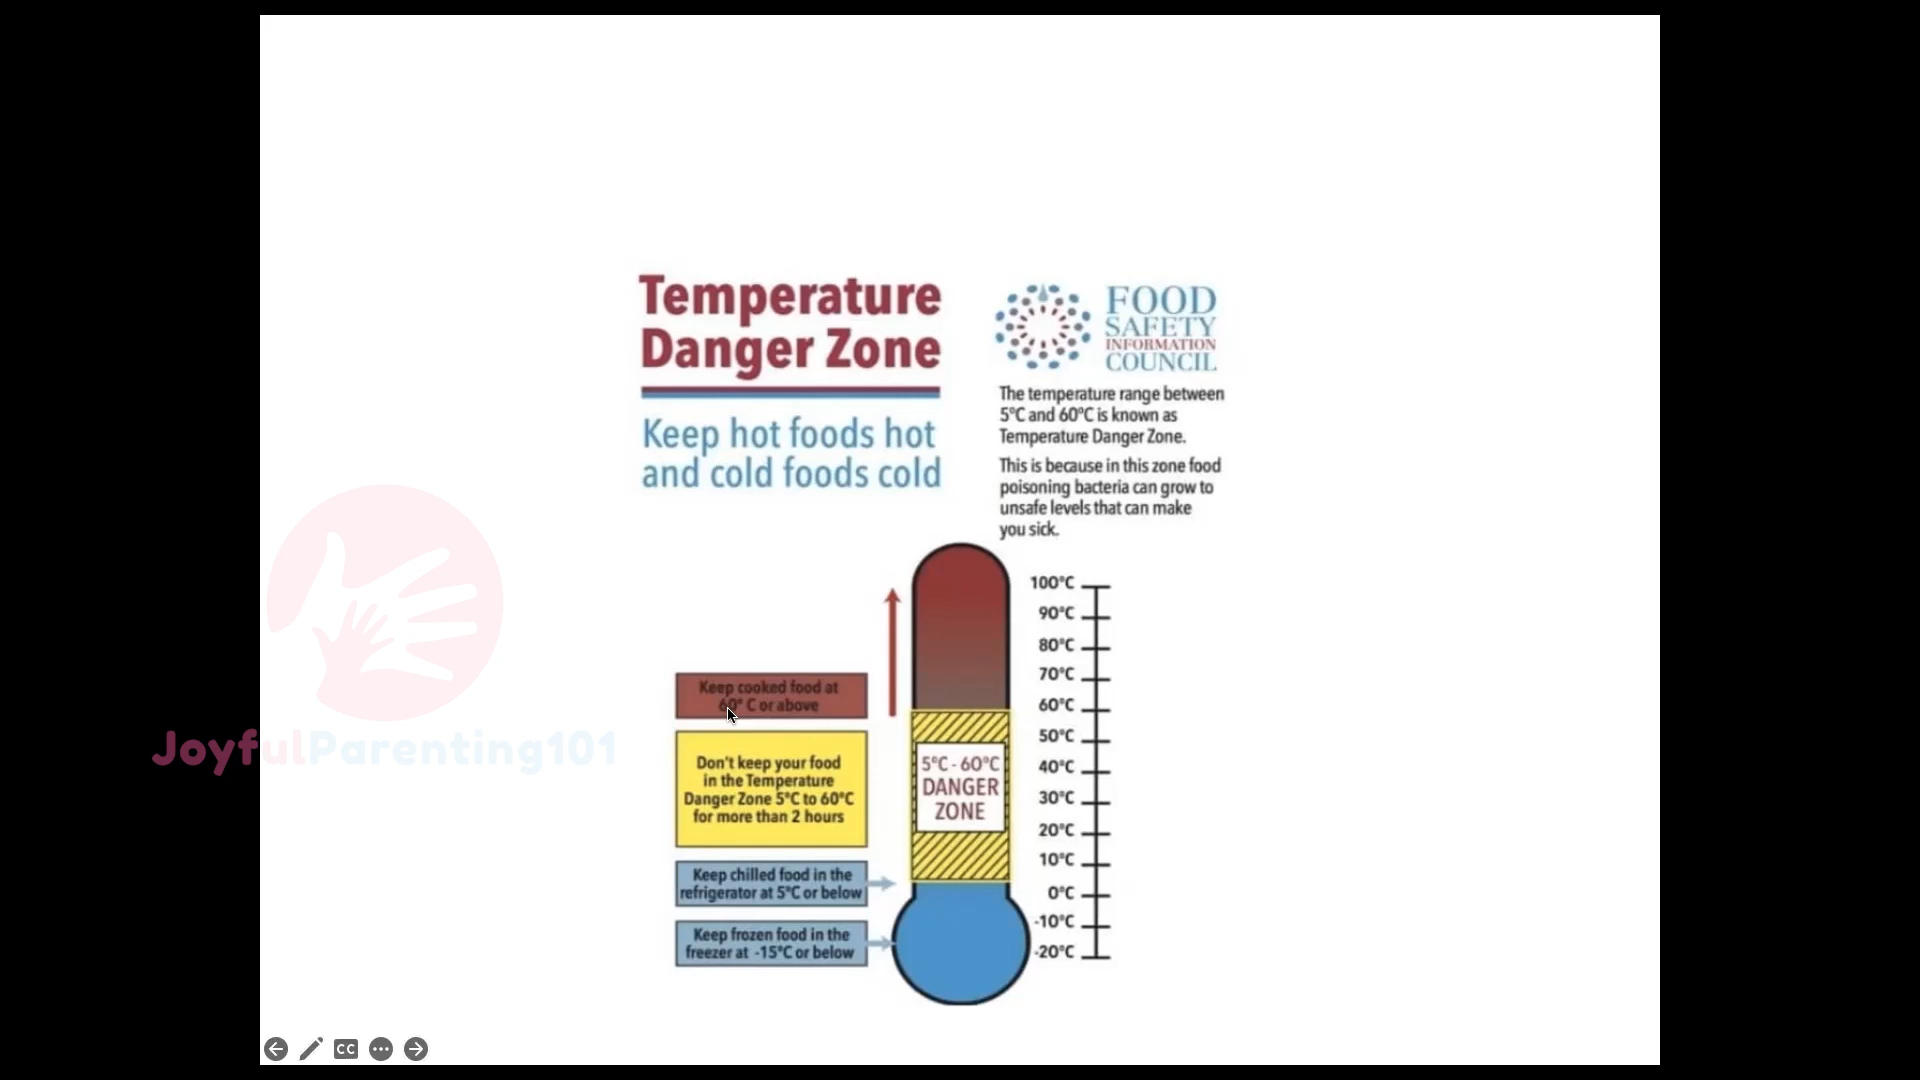 Temperature
Danger Zone
Keep hot foods hot
and cold foods cold
FOOD
SAFETY
INFORMATION
COUNCIL
The temperature range between
5°C and 60°C is known as
Temperature Danger Zone.
This is because in this zone food
poisoning bacteria can grow to
unsafe levels that can make
you sick.
Keep cooked food at
60° C or above
Don't keep your food
in the Temperature
Danger Zone 5°C to 60°C
for more than 2 hours
Keep chilled food in the
refrigerator at 5°C or below
Keep frozen food in the
freezer at -15°C or below
5°C - 60°C
DANGER
ZONE
100°C
90°C
80°C
70°C
60°C
50°C
40°C
30°C
20°C
10°C
0°C
-10°C
-20°C
JoyfulParenting101
CC